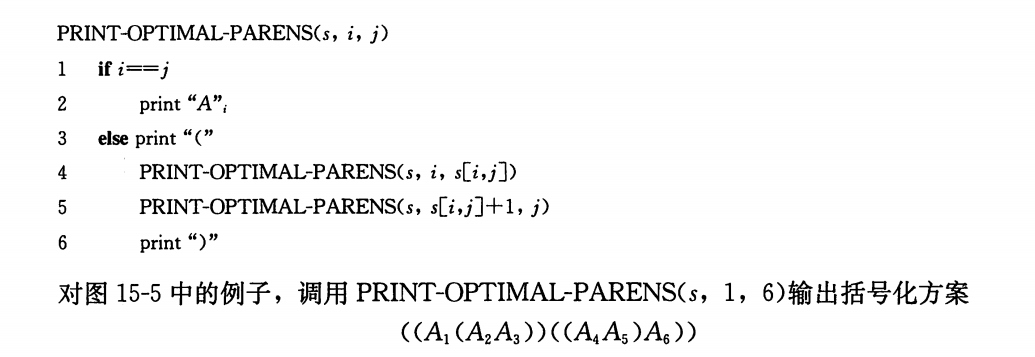 PRINT-OPTIMAL-PARENS(s, i, j)
1 if i==j
2 print “A”ᵢ
3 else print “(”
4 PRINT-OPTIMAL-PARENS(s, i, s[i,j])
5 PRINT-OPTIMAL-PARENS(s, s[i,j]+1, j)
6 print “)”
对图 15-5 中的例子，调用 PRINT-OPTIMAL-PARENS(s, 1, 6)输出括号化方案
((A₁(A₂A₃))((A₄A₅)A₆))